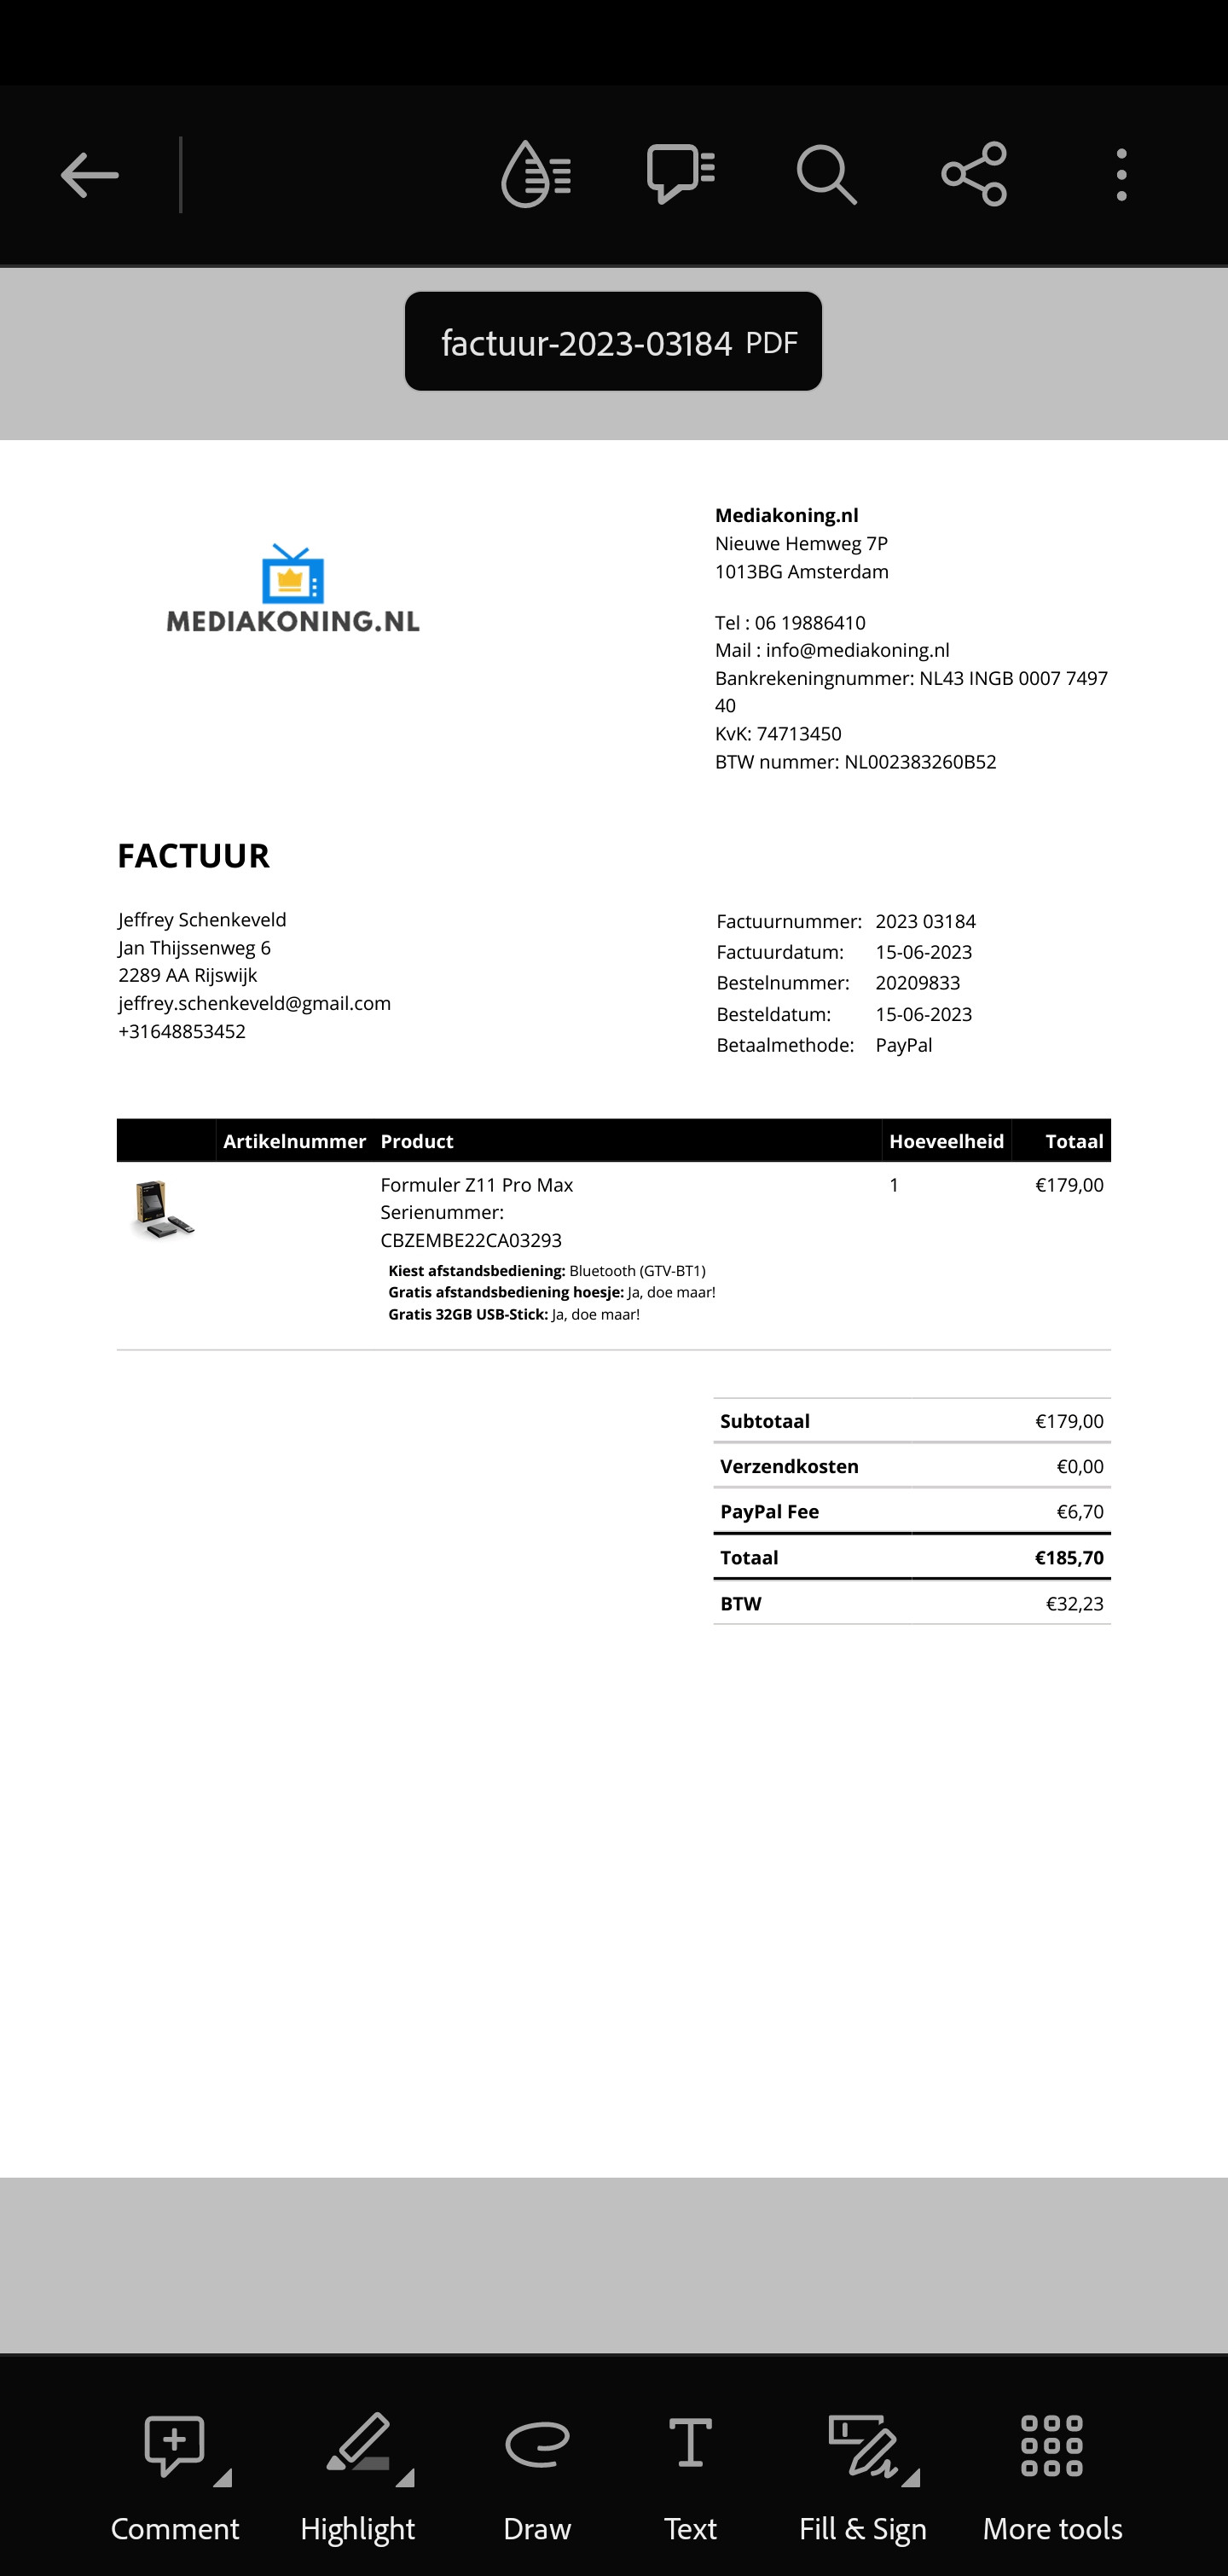 factuur-2023-03184 PDF
MEDIAKONING.NL
Mediakoning.nl
Nieuwe Hemweg 7P
1013BG Amsterdam
Tel : 06 19886410
Mail : info@mediakoning.nl
Bankrekeningnummer: NL43 INGB 0007 7497
40
KvK: 74713450
BTW nummer: NL002383260B52
FACTUUR
Jeffrey Schenkeveld
Jan Thijssenweg 6
2289 AA Rijswijk
jeffrey.schenkeveld@gmail.com
+31648853452
Factuurnummer: 2023 03184
Factuurdatum: 15-06-2023
Bestelnummer: 20209833
Besteldatum: 15-06-2023
Betaalmethode: PayPal
Artikelnummer Product Hoeveelheid Totaal
Formuler Z11 Pro Max 1 €179,00
Serienummer:
CBZEMBE22CA03293
Kiest afstandsbediening: Bluetooth (GTV-BT1)
Gratis afstandsbediening hoesje: Ja, doe maar!
Gratis 32GB USB-Stick: Ja, doe maar!
Subtotaal €179,00
Verzendkosten €0,00
PayPal Fee €6,70
Totaal €185,70
BTW €32,23
Comment Highlight Draw Text Fill & Sign More tools